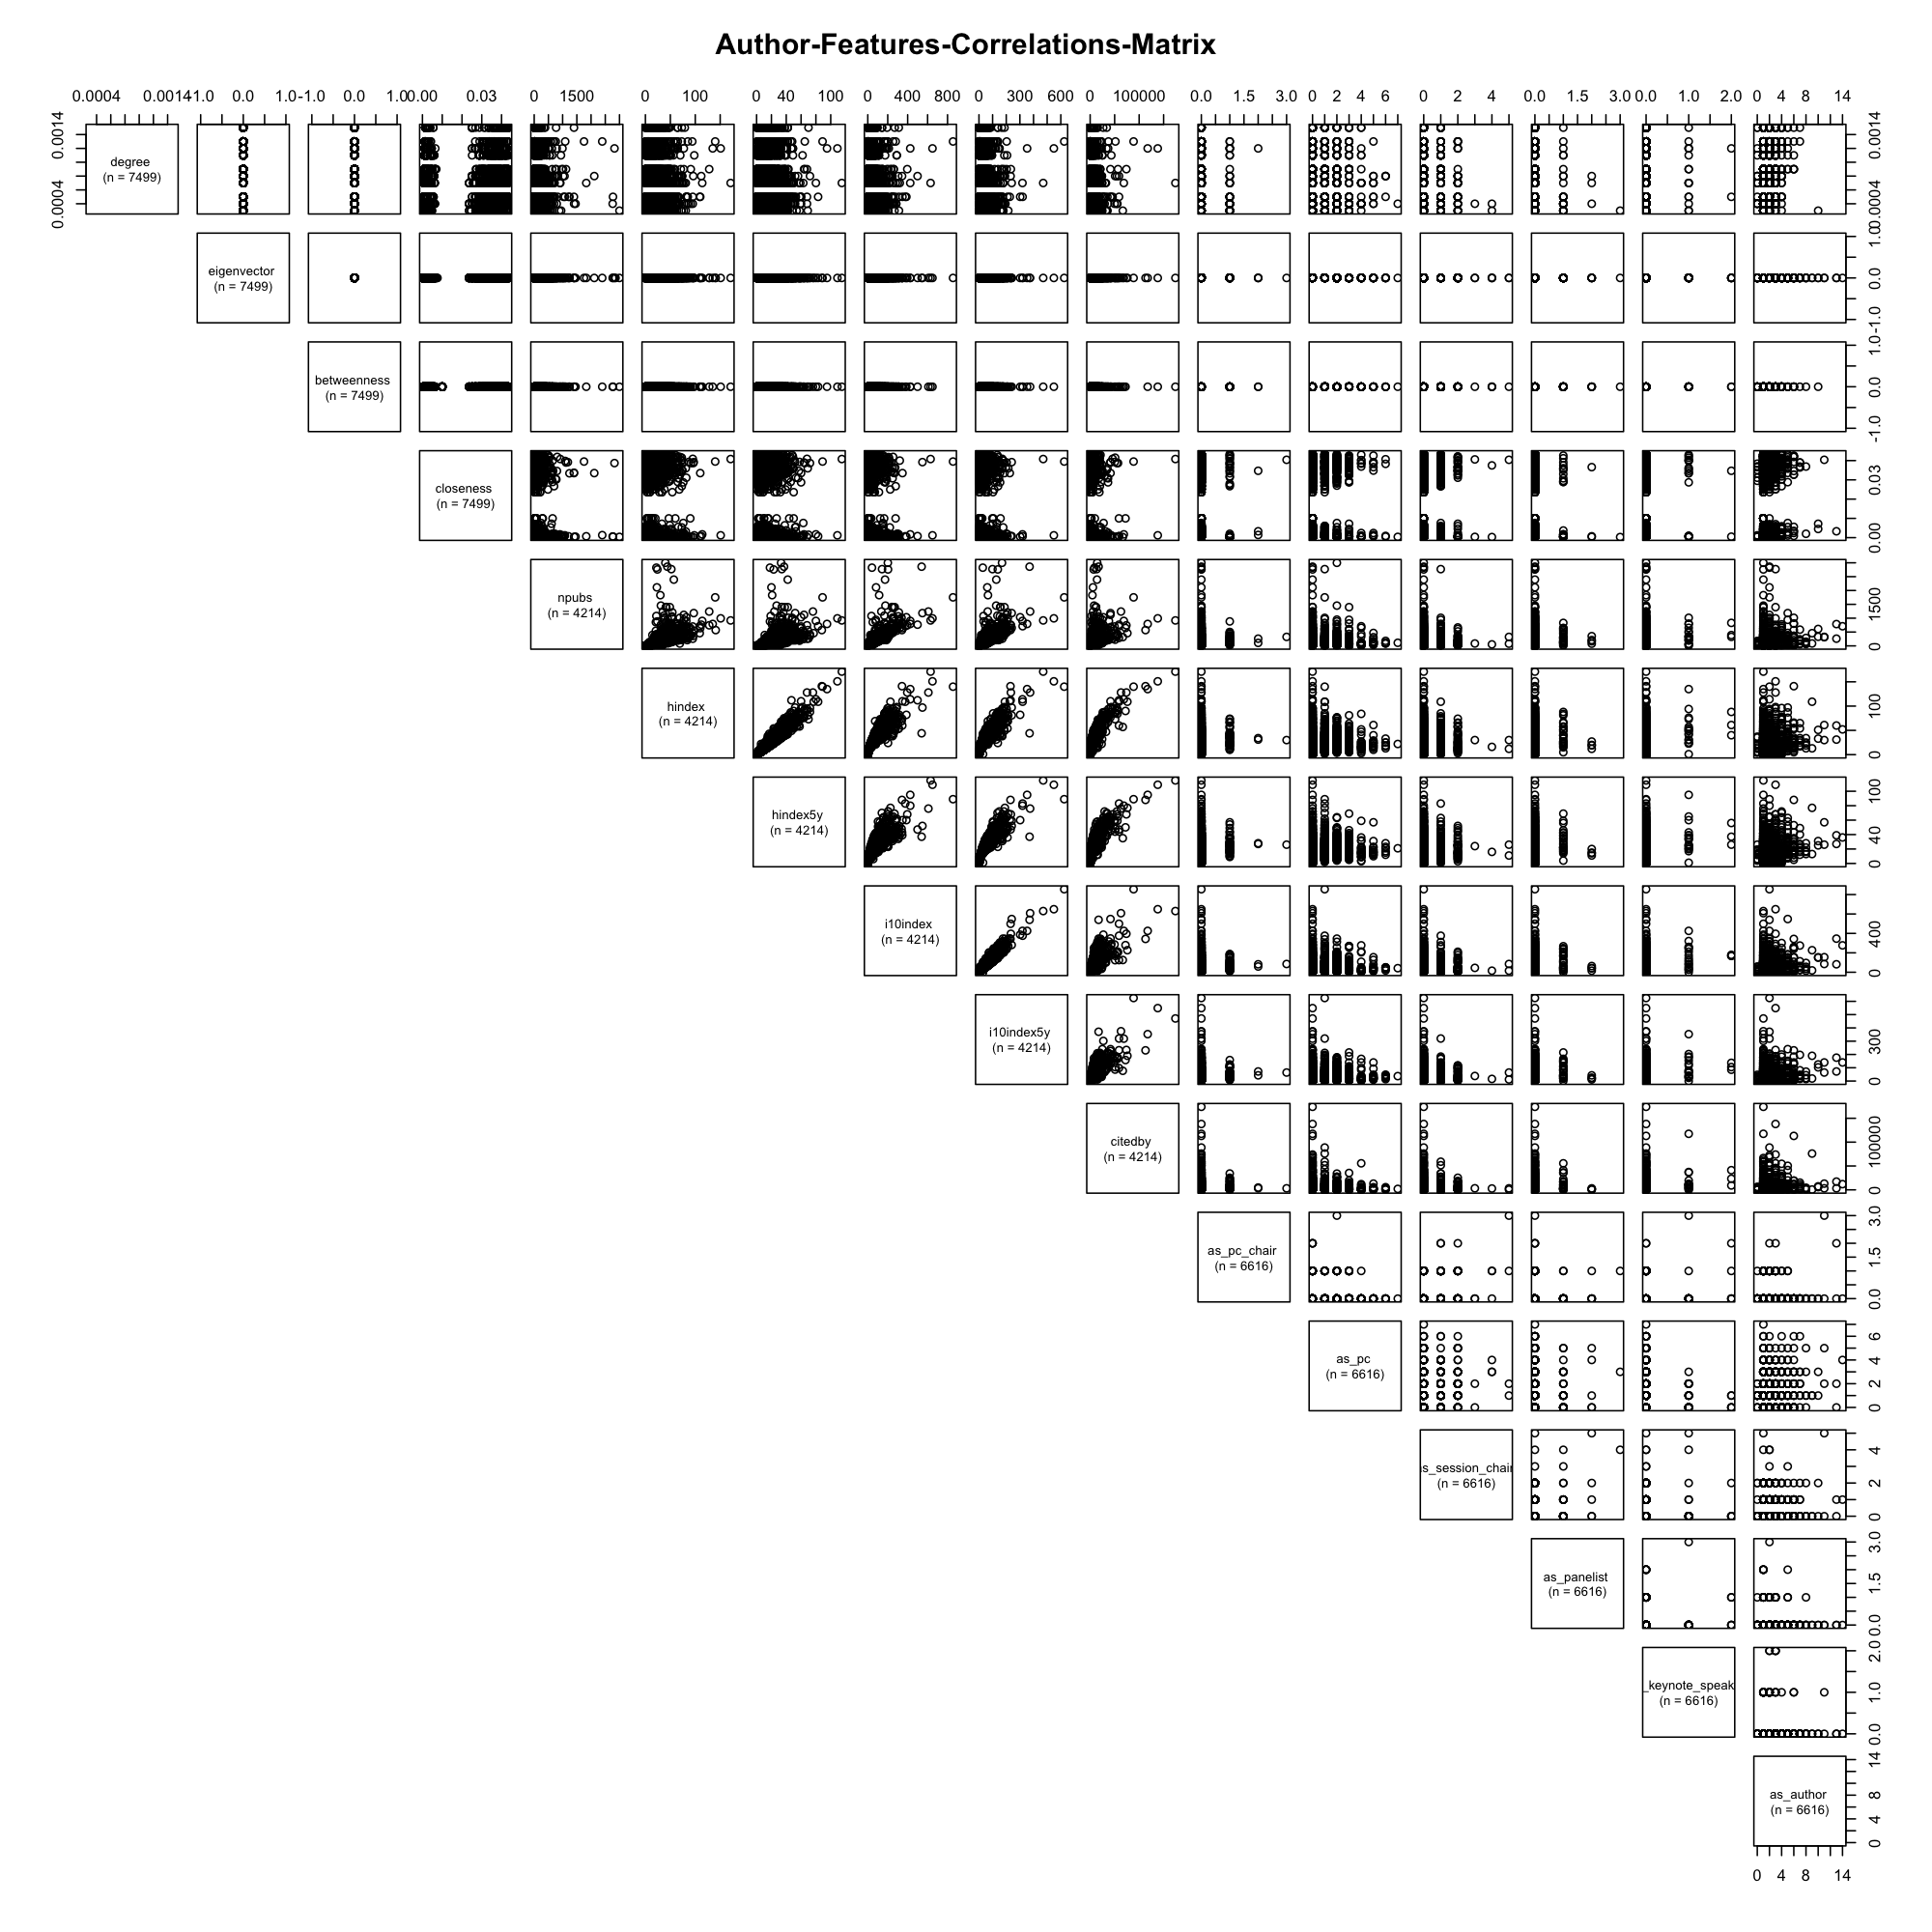 Author-Features-Correlations-Matrix
0.0004 0.0014 -1.0 0.0 1.0 -1.0 0.0 1.0 0.00 0.03 0 1500 0 100 0 40 100 0 400 800 0 300 600 0 100000 0.0 1.5 3.0 0 2 4 6 0 2 4 0.0 1.5 3.0 0.0 1.0 2.0 0 4 8 14
0.0004 0.0014
degree
(n = 7499)
0.0004 0.0014
eigenvector
(n = 7499)
-1.0 0.0 1.0
betweenness
(n = 7499)
-1.0 0.0 1.0
closeness
(n = 7499)
0.00 0.03
npubs
(n = 4214)
0 1500
hindex
(n = 4214)
0 100
hindex5y
(n = 4214)
0 40 100
i10index
(n = 4214)
0 400
i10index5y
(n = 4214)
0 300
citedby
(n = 4214)
0 100000
as_pc_chair
(n = 6616)
0.0 1.5 3.0
as_pc
(n = 6616)
0 2 4 6
s_session_chair
(n = 6616)
0 2 4
as_panelist
(n = 6616)
0.0 1.5 3.0
_keynote_speak
(n = 6616)
0.0 1.0 2.0
as_author
(n = 6616)
0 4 8 14
0 4 8 14